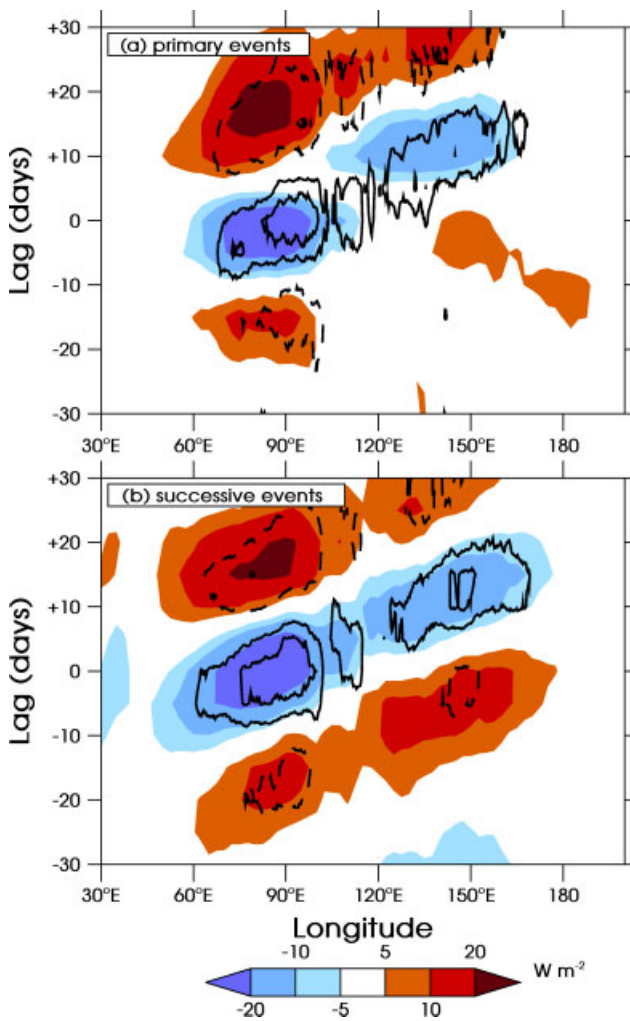 +30
(a) primary events
+20
+10
0
-10
-20
-30
Lag (days)
30°E 60°E 90°E 120°E 150°E 180
+30
(b) successive events
+20
+10
0
-10
-20
-30
Lag (days)
30°E 60°E 90°E 120°E 150°E 180
Longitude
-10 5 20
W m-2
-20 -5 10